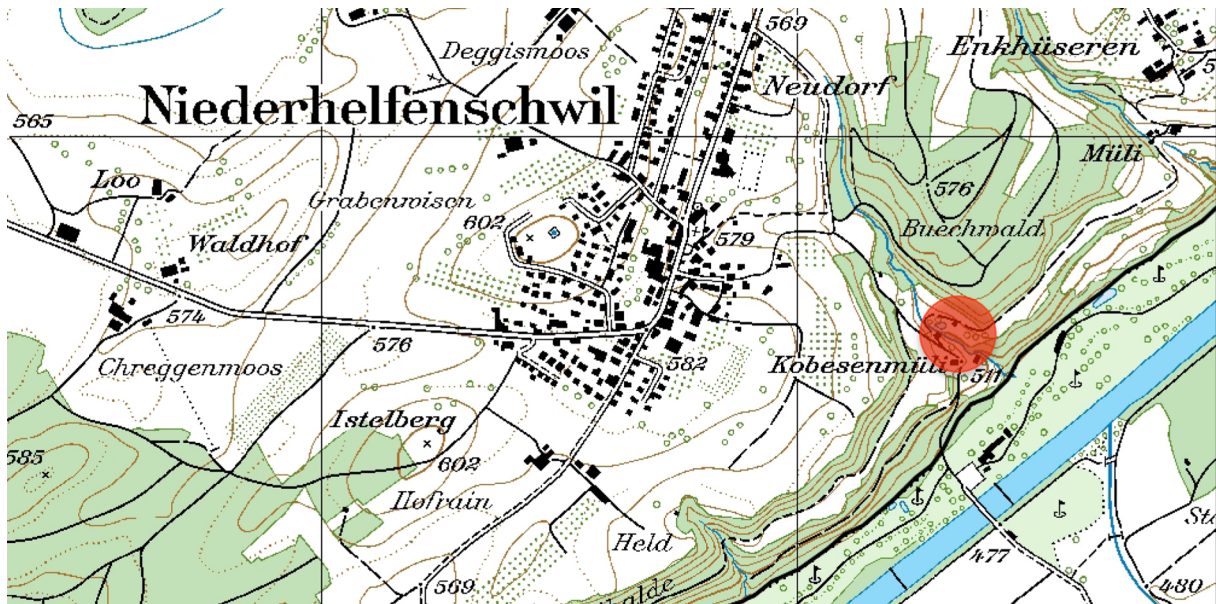 569
Deggismoos
Enkhüseren
Neudorf
Niederhelfenschwil
565
Müli
Loo
576
Grabenwisen
602
Buechwald
579
Waldhof
574
576
582
Kobesenmüli
511
Chreggenmoos
Istelberg
585
602
Hofrain
Held
477
569
480